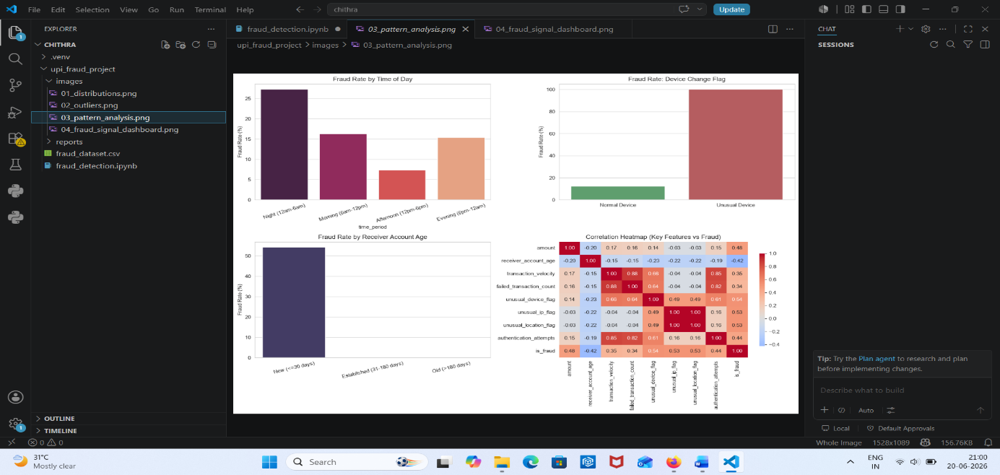 File Edit Selection View Go Run Terminal Help
chithra
Update
EXPLORER
CHITHRA
.venv
upi_fraud_project
images
01_distributions.png
02_outliers.png
03_pattern_analysis.png
04_fraud_signal_dashboard.png
reports
fraud_dataset.csv
fraud_detection.ipynb
OUTLINE
TIMELINE
fraud_detection.ipynb
03_pattern_analysis.png
04_fraud_signal_dashboard.png
upi_fraud_project > images > 03_pattern_analysis.png
Fraud Rate by Time of Day
Fraud Rate (%)
25
20
15
10
5
0
Night (12am-6am)
Morning (6am-12pm)
Afternoon (12pm-6pm)
Evening (6pm-12am)
time_period
Fraud Rate: Device Change Flag
Fraud Rate (%)
100
80
60
40
20
0
Normal Device
Unusual Device
Fraud Rate by Receiver Account Age
Fraud Rate (%)
50
40
30
20
10
0
New (<=30 days)
Established (31-180 days)
Old (>180 days)
Correlation Heatmap (Key Features vs Fraud)
amount 1.00 -0.20 0.17 0.16 0.14 -0.03 -0.03 0.15 0.48
receiver_account_age -0.20 1.00 -0.15 -0.15 -0.23 -0.22 -0.22 -0.19 -0.42
transaction_velocity 0.17 -0.15 1.00 0.88 0.66 -0.04 -0.04 0.85 0.35
failed_transaction_count 0.16 -0.15 0.88 1.00 0.64 -0.04 -0.04 0.82 0.34
unusual_device_flag 0.14 -0.23 0.66 0.64 1.00 0.49 0.49 0.61 0.54
unusual_ip_flag -0.03 -0.22 -0.04 -0.04 0.49 1.00 1.00 0.16 0.53
unusual_location_flag -0.03 -0.22 -0.04 -0.04 0.49 1.00 1.00 0.16 0.53
authentication_attempts 0.15 -0.19 0.85 0.82 0.61 0.16 0.16 1.00 0.44
is_fraud 0.48 -0.42 0.35 0.34 0.54 0.53 0.53 0.44 1.00
amount
receiver_account_age
transaction_velocity
failed_transaction_count
unusual_device_flag
unusual_ip_flag
unusual_location_flag
authentication_attempts
is_fraud
1.0
0.8
0.6
0.4
0.2
0.0
−0.2
−0.4
CHAT
SESSIONS
Tip: Try the Plan agent to research and plan
before implementing changes.
Describe what to build
Auto
Local Default Approvals
0 0
Whole Image 1528x1089 156.76KB
31°C
Mostly clear
Search
ENG
IN
21:00
20-06-2026